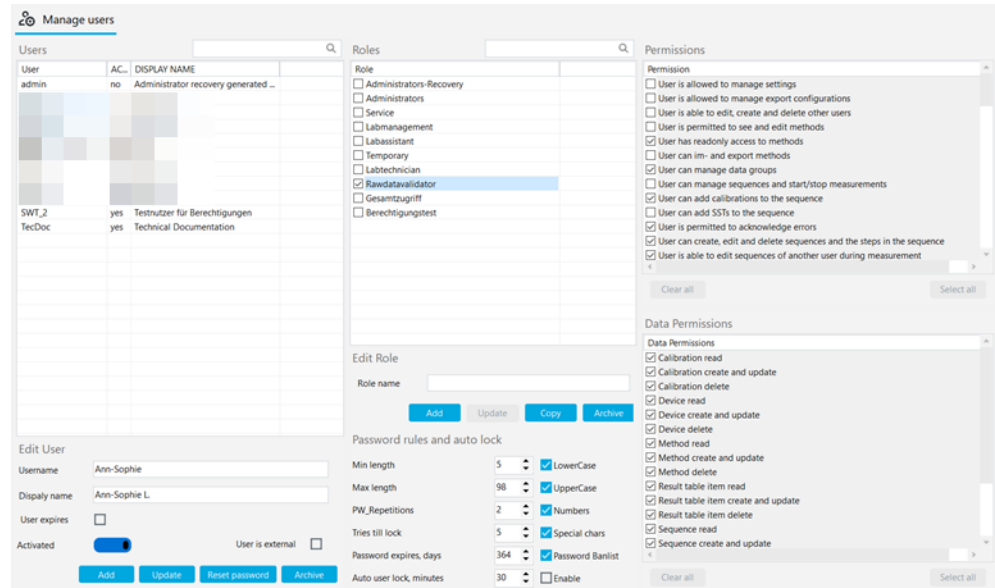 Manage users
Users
User AC... DISPLAY NAME
admin no Administrator recovery generated ...
SWT_2 yes Testnutzer für Berechtigungen
TecDoc yes Technical Documentation
Edit User
Username Ann-Sophie
Dispaly name Ann-Sophie L.
User expires
Activated User is external
Add Update Reset password Archive
Roles
Role
Administrators-Recovery
Administrators
Service
Labmanagement
Labassistant
Temporary
Labtechnician
Rawdatavalidator
Gesamtzugriff
Berechtigungstest
Edit Role
Role name
Add Update Copy Archive
Password rules and auto lock
Min length 5 LowerCase
Max length 98 UpperCase
PW_Repetitions 2 Numbers
Tries till lock 5 Special chars
Password expires, days 364 Password Banlist
Auto user lock, minutes 30 Enable
Permissions
Permission
User is allowed to manage settings
User is allowed to manage export configurations
User is able to edit, create and delete other users
User is permitted to see and edit methods
User has readonly access to methods
User can im- and export methods
User can manage data groups
User can manage sequences and start/stop measurements
User can add calibrations to the sequence
User can add SSTs to the sequence
User is permitted to acknowledge errors
User can create, edit and delete sequences and the steps in the sequence
User is able to edit sequences of another user during measurement
Clear all Select all
Data Permissions
Data Permissions
Calibration read
Calibration create and update
Calibration delete
Device read
Device create and update
Device delete
Method read
Method create and update
Method delete
Result table item read
Result table item create and update
Result table item delete
Sequence read
Sequence create and update
Clear all Select all